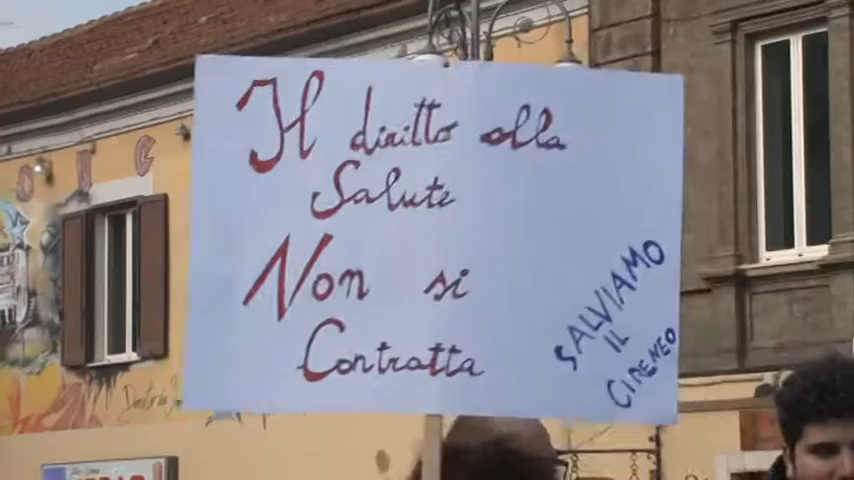 Il diritto alla
Salute
Non si
Contratta
SALVIAMO
IL
CIRENEO